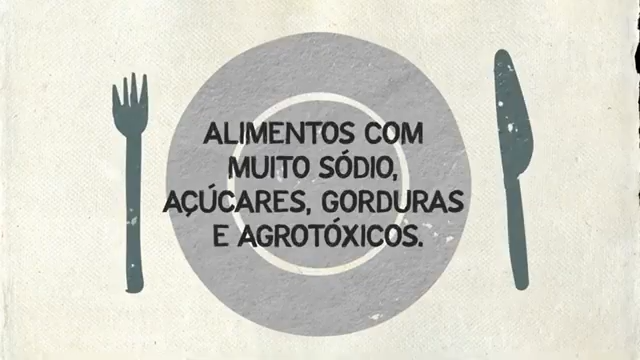 ALIMENTOS COM
MUITO SÓDIO,
AÇÚCARES, GORDURAS
E AGROTÓXICOS.